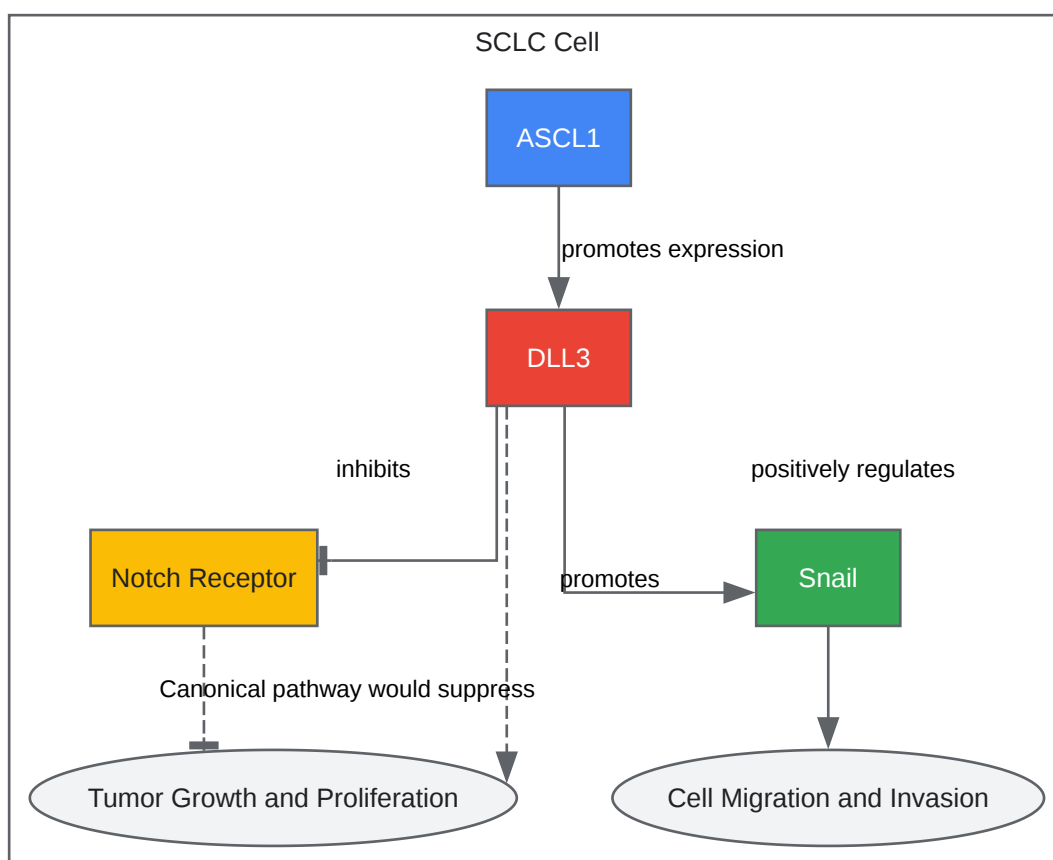 SCLC Cell
ASCL1
promotes expression
DLL3
inhibits
positively regulates
Notch Receptor
promotes
Snail
Canonical pathway would suppress
Tumor Growth and Proliferation
Cell Migration and Invasion